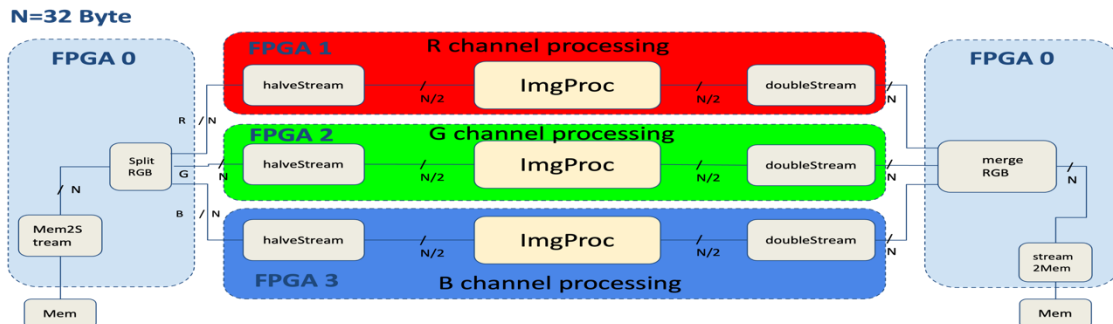 N=32 Byte
FPGA 0
FPGA 1
R channel processing
FPGA 0
halveStream
N/2
ImgProc
N/2
doubleStream
/ N
R / N
FPGA 2
G channel processing
Split
RGB
G
/ N
halveStream
N/2
ImgProc
N/2
doubleStream
/ N
merge
RGB
/ N
/ N
B / N
Mem2S
tream
halveStream
N/2
ImgProc
N/2
doubleStream
/ N
stream
2Mem
FPGA 3
B channel processing
Mem
Mem